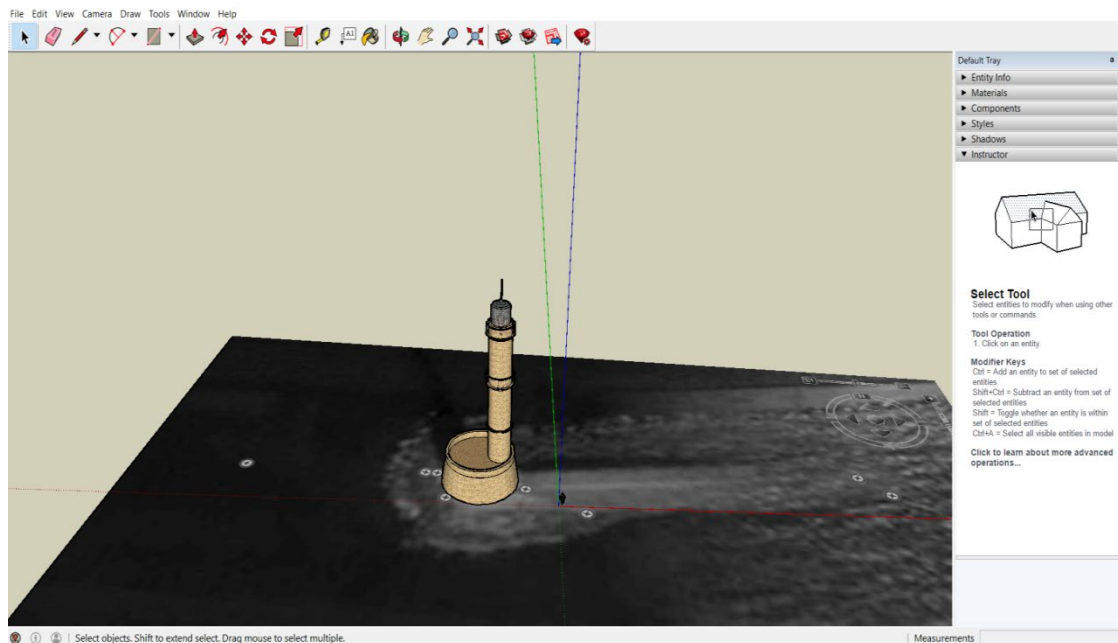 File Edit View Camera Draw Tools Window Help
A1
Default Tray
Entity Info
Materials
Components
Styles
Shadows
Instructor
Select Tool
Select entities to modify when using other
tools or commands.
Tool Operation
1. Click on an entity.
Modifier Keys
Ctrl = Add an entity to set of selected
entities
Shift+Ctrl = Subtract an entity from set of
selected entities
Shift = Toggle whether an entity is within
set of selected entities
Ctrl+A = Select all visible entities in model
Click to learn about more advanced
operations...
Select objects. Shift to extend select. Drag mouse to select multiple.
Measurements